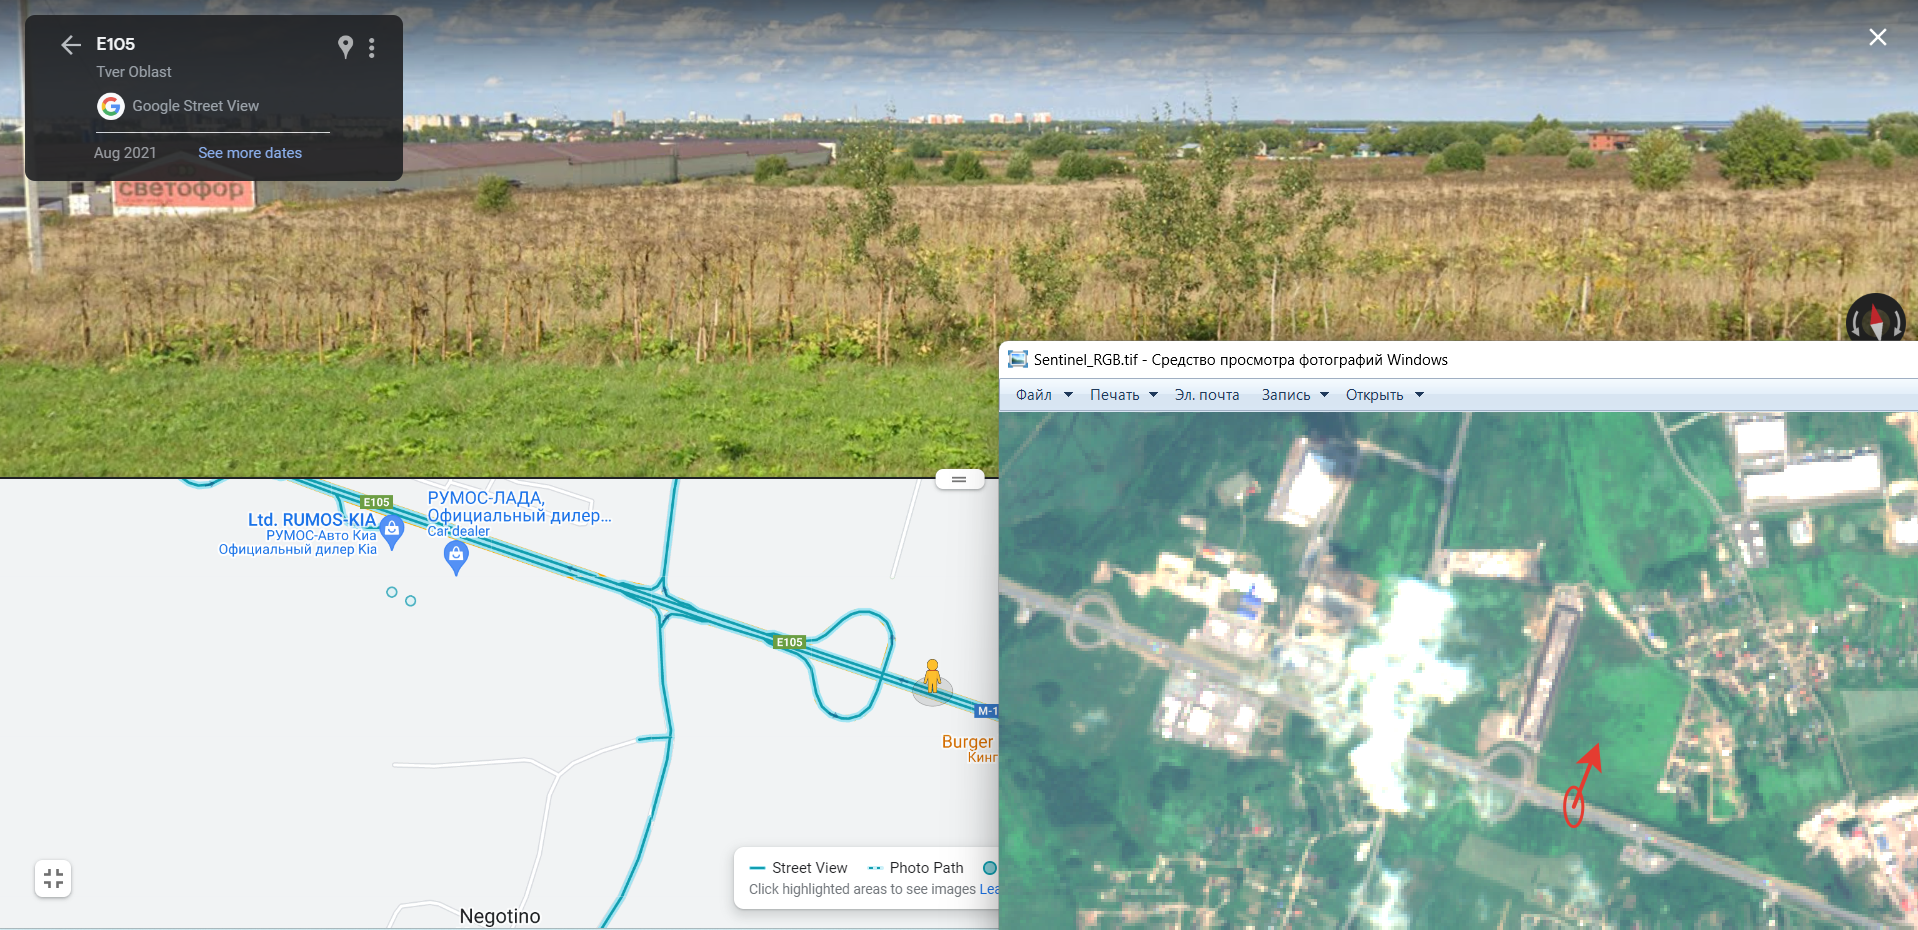 E105
Tver Oblast
Google Street View
Aug 2021
See more dates
светофор
Sentinel_RGB.tif - Средство просмотра фотографий Windows
Файл
Печать
Эл. почта
Запись
Открыть
E105
РУМОС-ЛАДА,
Официальный дилер...
Car dealer
Ltd. RUMOS-KIA
РУМОС-Авто Киа
Официальный дилер Kia
E105
M-1
Burger
Кинг
Street View
Photo Path
Click highlighted areas to see images Lea
Negotino